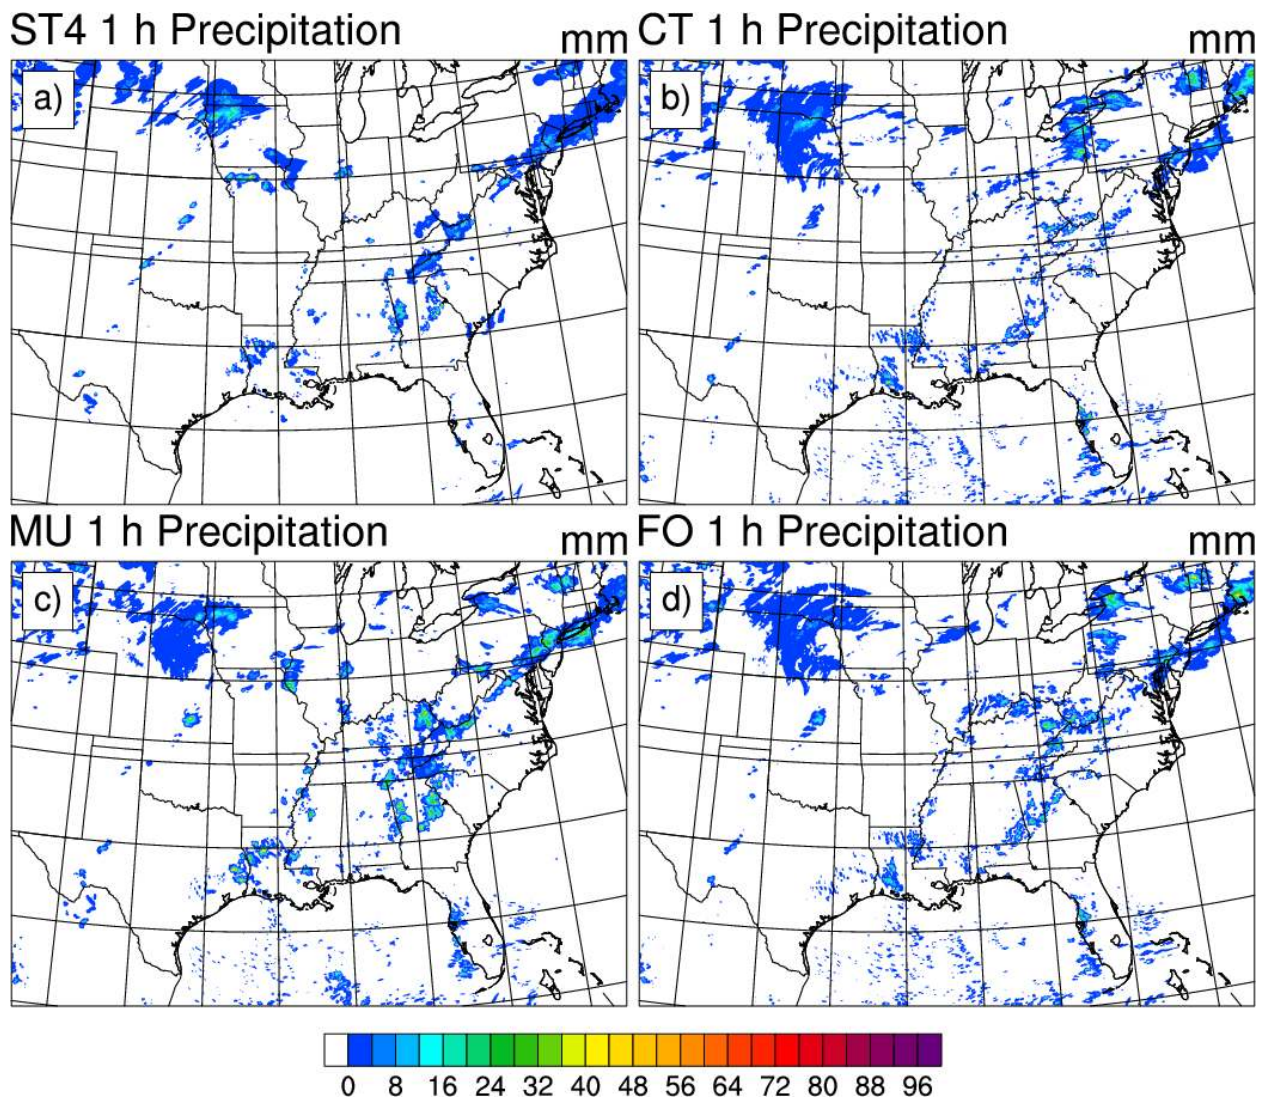 ST4 1 h Precipitation mm
CT 1 h Precipitation mm
a)
b)
MU 1 h Precipitation mm
FO 1 h Precipitation mm
c)
d)
0 8 16 24 32 40 48 56 64 72 80 88 96